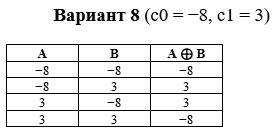 Вариант 8 (c0 = −8, c1 = 3)
A B A ⊕ B
−8 −8 −8
−8 3 3
3 −8 3
3 3 −8